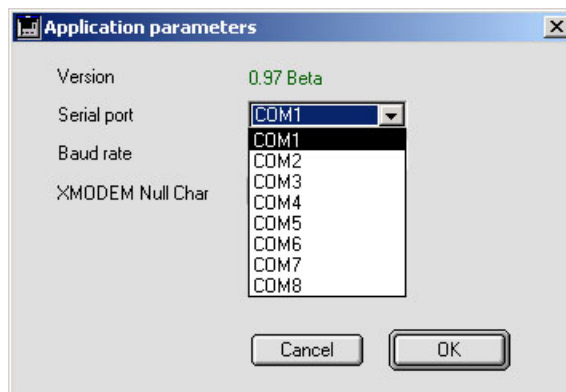 Application parameters
Version 0.97 Beta
Serial port COM1
COM1
Baud rate
COM2
COM3
XMODEM Null Char
COM4
COM5
COM6
COM7
COM8
Cancel OK